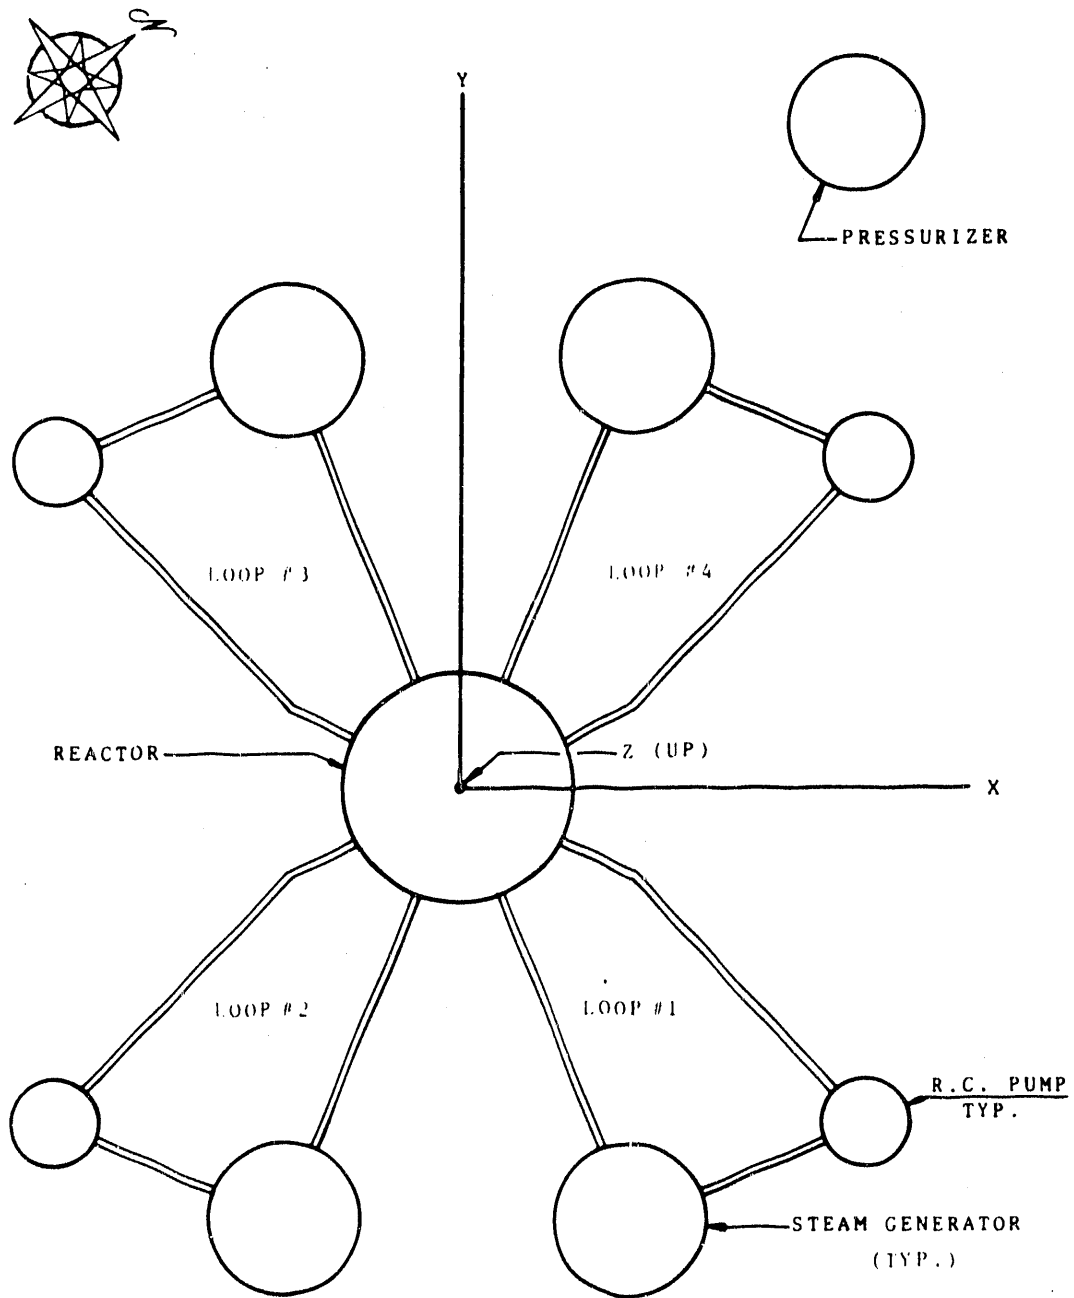 N
Y
PRESSURIZER
LOOP #3
LOOP #4
REACTOR
Z (UP)
X
LOOP #2
LOOP #1
R.C. PUMP
TYP.
STEAM GENERATOR
(TYP.)